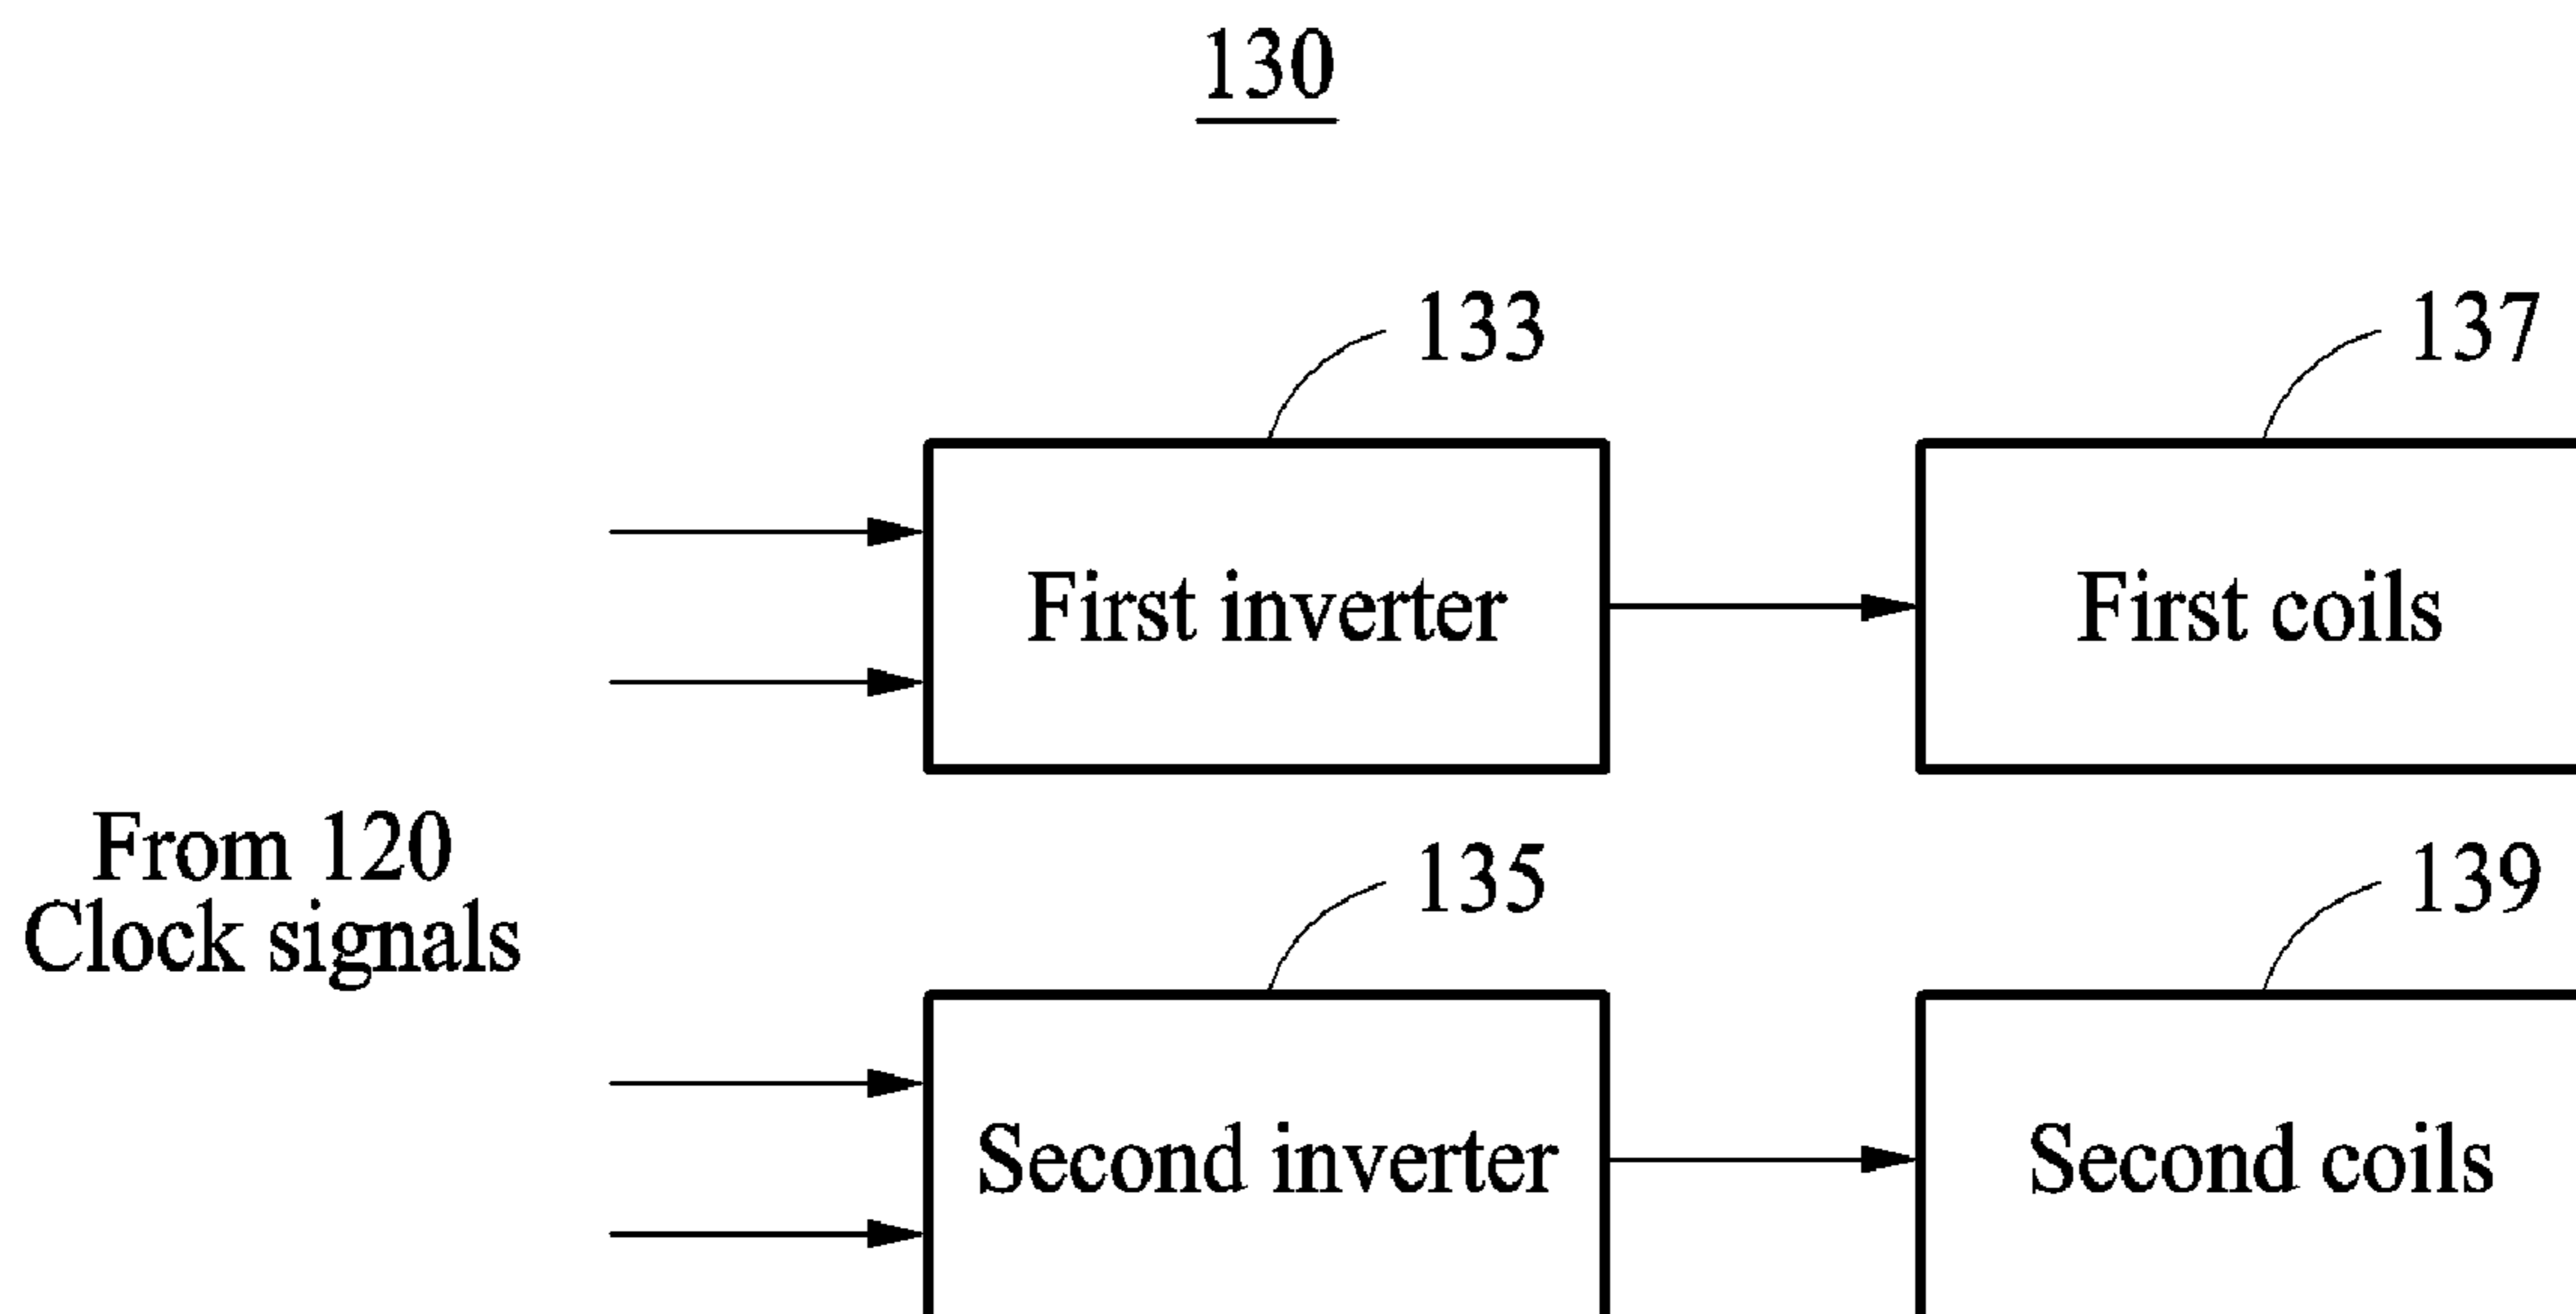 130
133
137
First inverter
First coils
From 120
Clock signals
135
139
Second inverter
Second coils